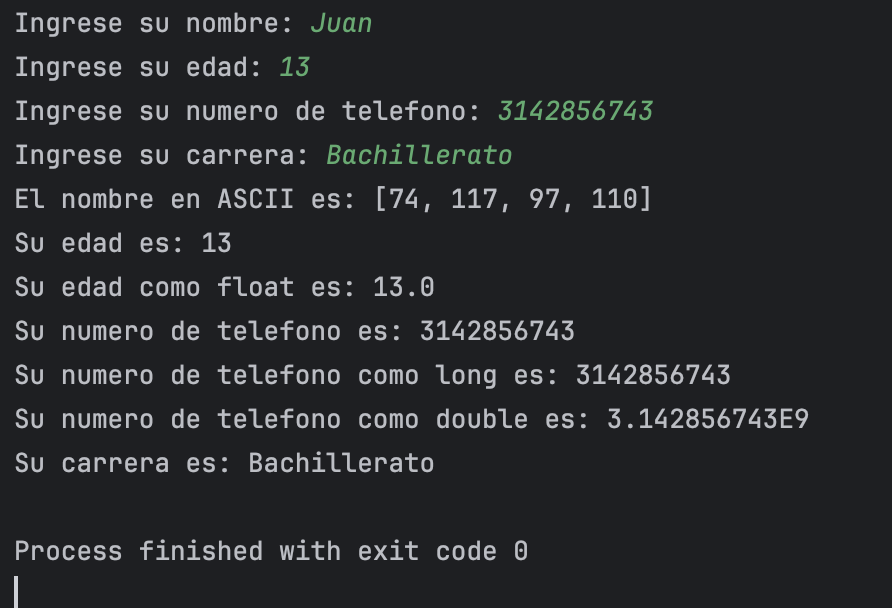 Ingrese su nombre: Juan
Ingrese su edad: 13
Ingrese su numero de telefono: 3142856743
Ingrese su carrera: Bachillerato
El nombre en ASCII es: [74, 117, 97, 110]
Su edad es: 13
Su edad como float es: 13.0
Su numero de telefono es: 3142856743
Su numero de telefono como long es: 3142856743
Su numero de telefono como double es: 3.142856743E9
Su carrera es: Bachillerato
Process finished with exit code 0